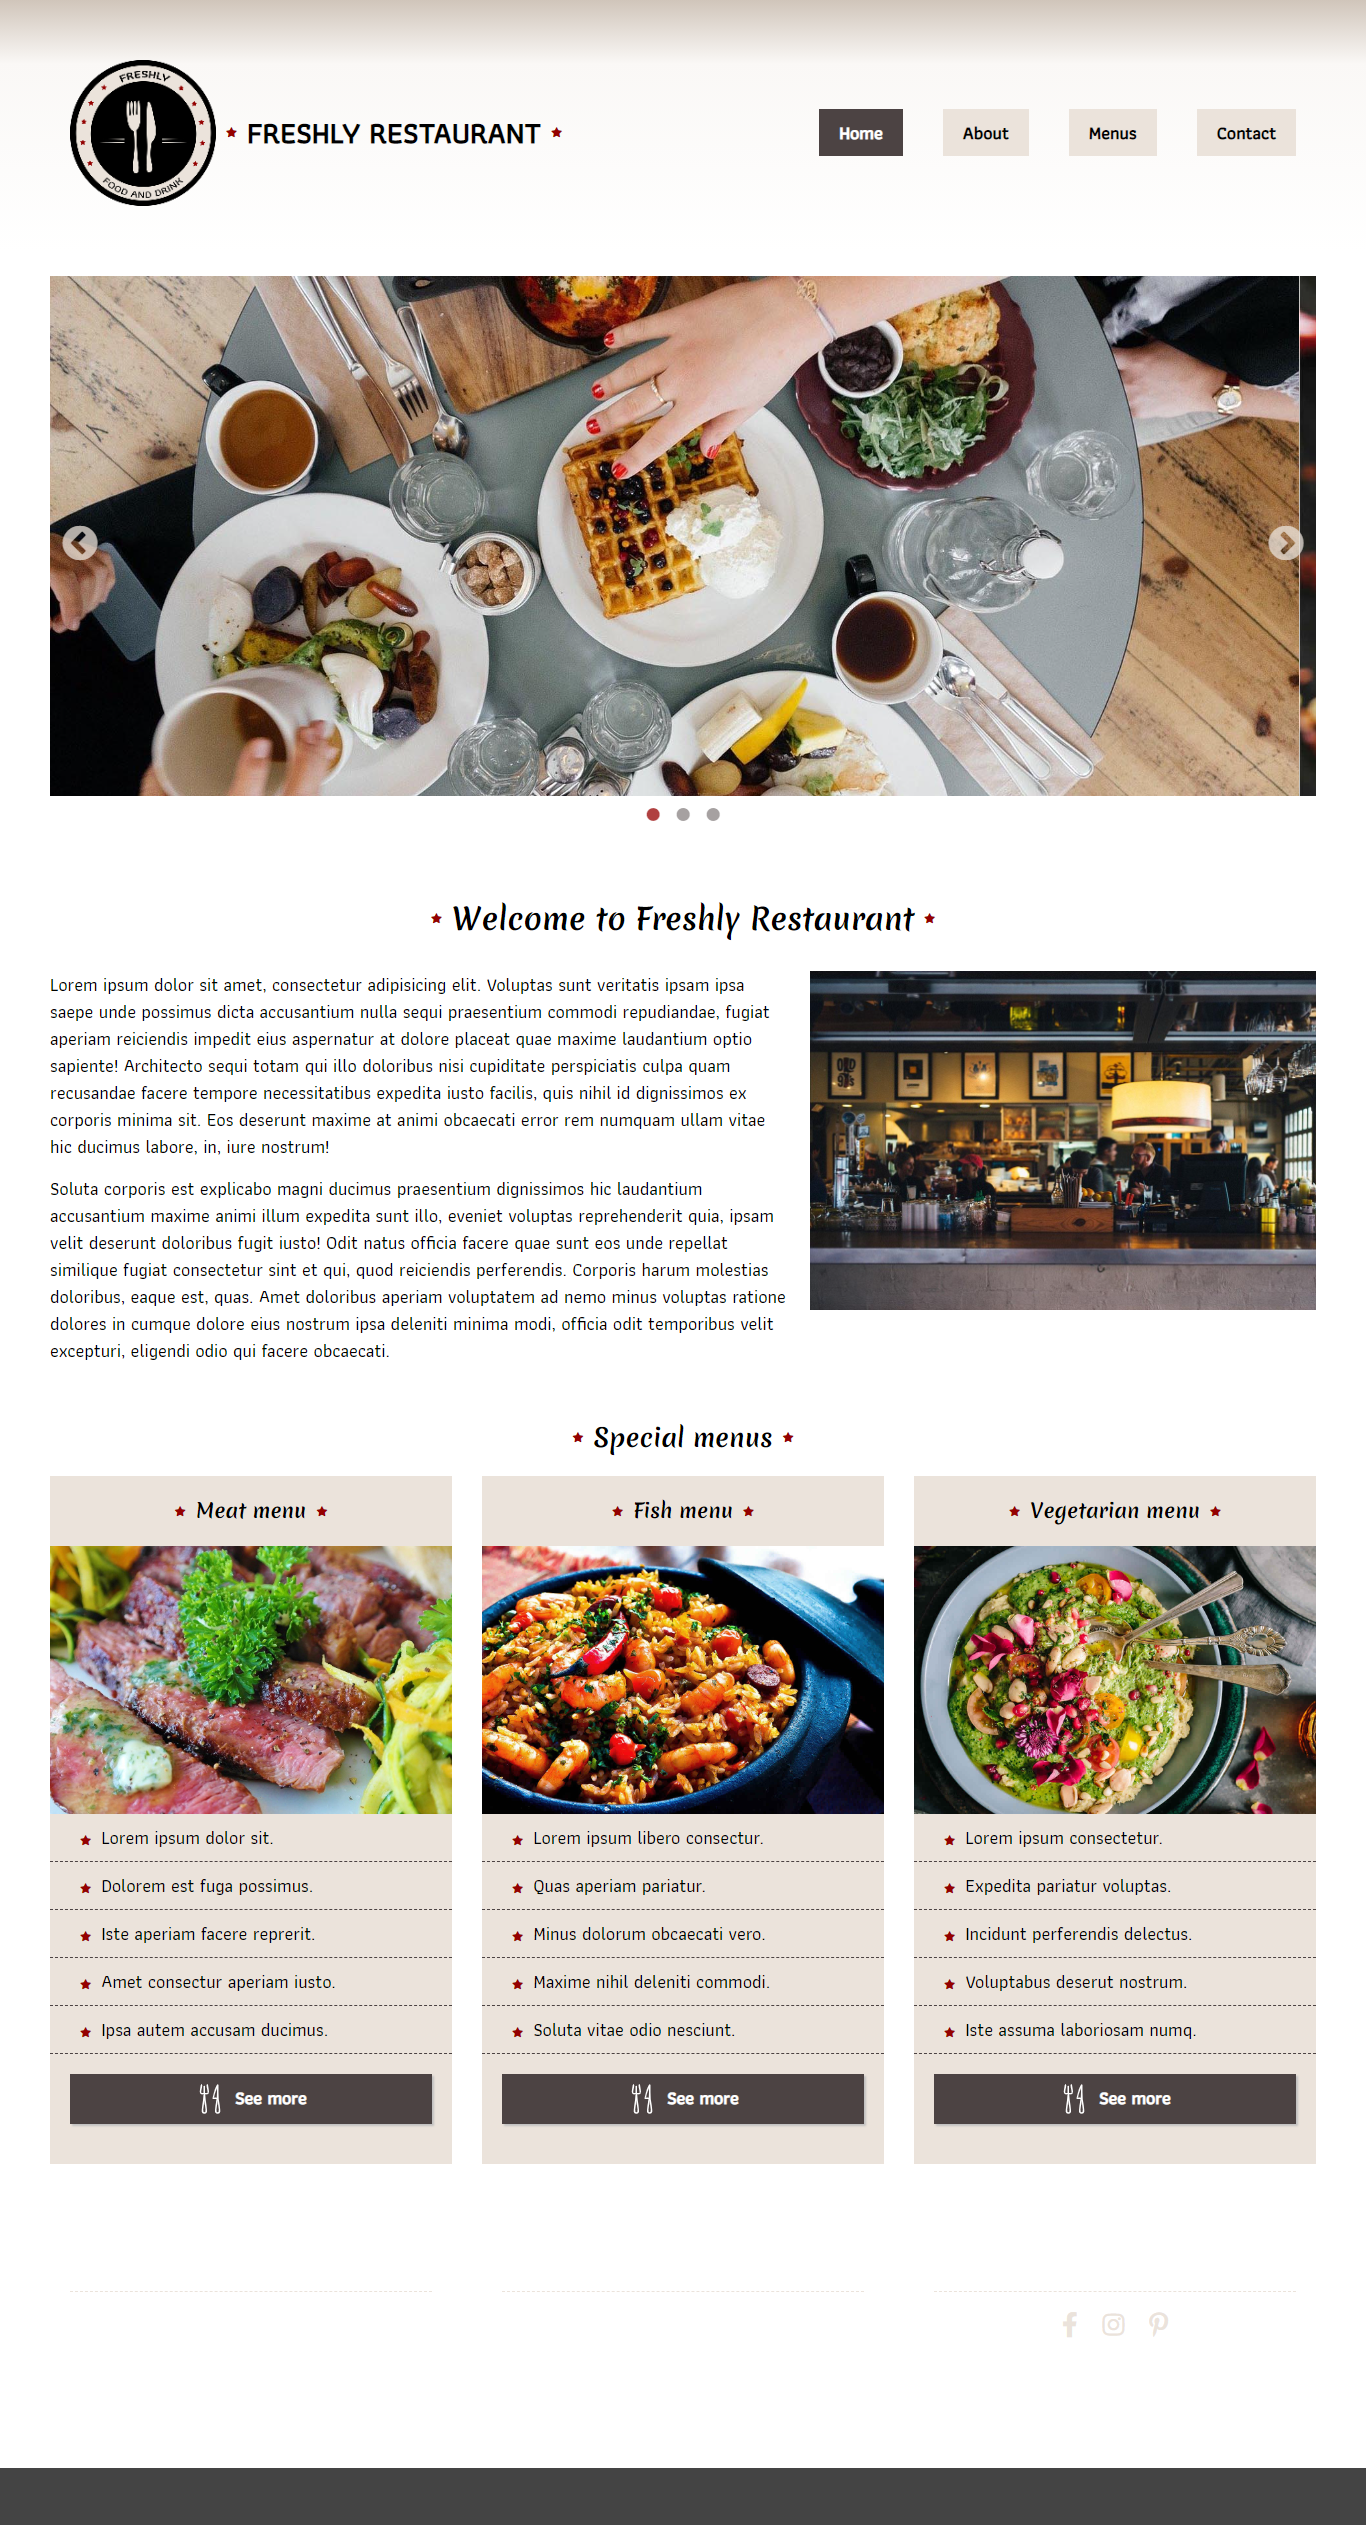 FRESHLY
FOOD AND DRINK
FRESHLY RESTAURANT
Home
About
Menus
Contact
Welcome to Freshly Restaurant
Lorem ipsum dolor sit amet, consectetur adipisicing elit. Voluptas sunt veritatis ipsam ipsa
saepe unde possimus dicta accusantium nulla sequi praesentium commodi repudiandae, fugiat
aperiam reiciendis impedit eius aspernatur at dolore placeat quae maxime laudantium optio
sapiente! Architecto sequi totam qui illo doloribus nisi cupiditate perspiciatis culpa quam
recusandae facere tempore necessitatibus expedita iusto facilis, quis nihil id dignissimos ex
corporis minima sit. Eos deserunt maxime at animi obcaecati error rem numquam ullam vitae
hic ducimus labore, in, iure nostrum!
Soluta corporis est explicabo magni ducimus praesentium dignissimos hic laudantium
accusantium maxime animi illum expedita sunt illo, eveniet voluptas reprehenderit quia, ipsam
velit deserunt doloribus fugit iusto! Odit natus officia facere quae sunt eos unde repellat
similique fugiat consectetur sint et qui, quod reiciendis perferendis. Corporis harum molestias
doloribus, eaque est, quas. Amet doloribus aperiam voluptatem ad nemo minus voluptas ratione
dolores in cumque dolore eius nostrum ipsa deleniti minima modi, officia odit temporibus velit
excepturi, eligendi odio qui facere obcaecati.
Special menus
Meat menu
Lorem ipsum dolor sit.
Dolorem est fuga possimus.
Iste aperiam facere reprerit.
Amet consectur aperiam iusto.
Ipsa autem accusam ducimus.
See more
Fish menu
Lorem ipsum libero consectur.
Quas aperiam pariatur.
Minus dolorum obcaecati vero.
Maxime nihil deleniti commodi.
Soluta vitae odio nesciunt.
See more
Vegetarian menu
Lorem ipsum consectetur.
Expedita pariatur voluptas.
Incidunt perferendis delectus.
Voluptabus deserut nostrum.
Iste assuma laboriosam numq.
See more